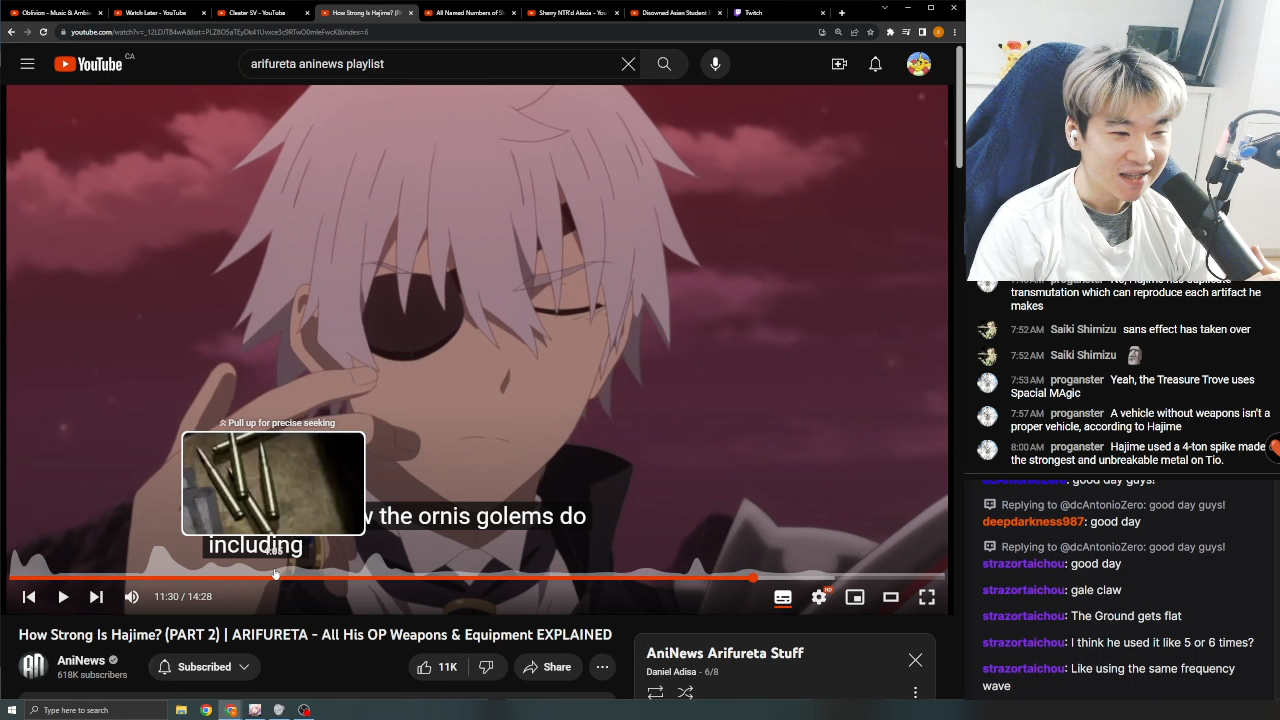 Oblivion - Music & Ambi
Watch Later - YouTube
Cleater SV - YouTube
How Strong Is Hajime? (P
All Named Numbers of S
Sherry NTR'd Alexia - You
Disowned Asian Student
Twitch
youtube.com/watch?v=_12LDJTB4wA&list=PLZ8O5aTEyDk41Uvxce3c9RTwO0mleFwcK&index=6
YouTube CA
arifureta aninews playlist
Pull up for precise seeking
w the ornis golems do
including
11:30 / 14:28
HD
How Strong Is Hajime? (PART 2) | ARIFURETA - All His OP Weapons & Equipment EXPLAINED
AniNews
618K subscribers
Subscribed
11K
Share
AniNews Arifureta Stuff
Daniel Adisa - 6/8
Type here to search
transmutation which can reproduce each artifact he
makes
7:52 AM Saiki Shimizu sans effect has taken over
7:52 AM Saiki Shimizu
7:53 AM proganster Yeah, the Treasure Trove uses
Spacial MAgic
7:57 AM proganster A vehicle without weapons isn't a
proper vehicle, according to Hajime
8:00 AM proganster Hajime used a 4-ton spike made
the strongest and unbreakable metal on Tio.
dcAntonioZero: good day guys!
Replying to @dcAntonioZero: good day guys!
deepdarkness987: good day
Replying to @dcAntonioZero: good day guys!
strazortaichou: good day
strazortaichou: gale claw
strazortaichou: The Ground gets flat
strazortaichou: I think he used it like 5 or 6 times?
strazortaichou: Like using the same frequency
wave